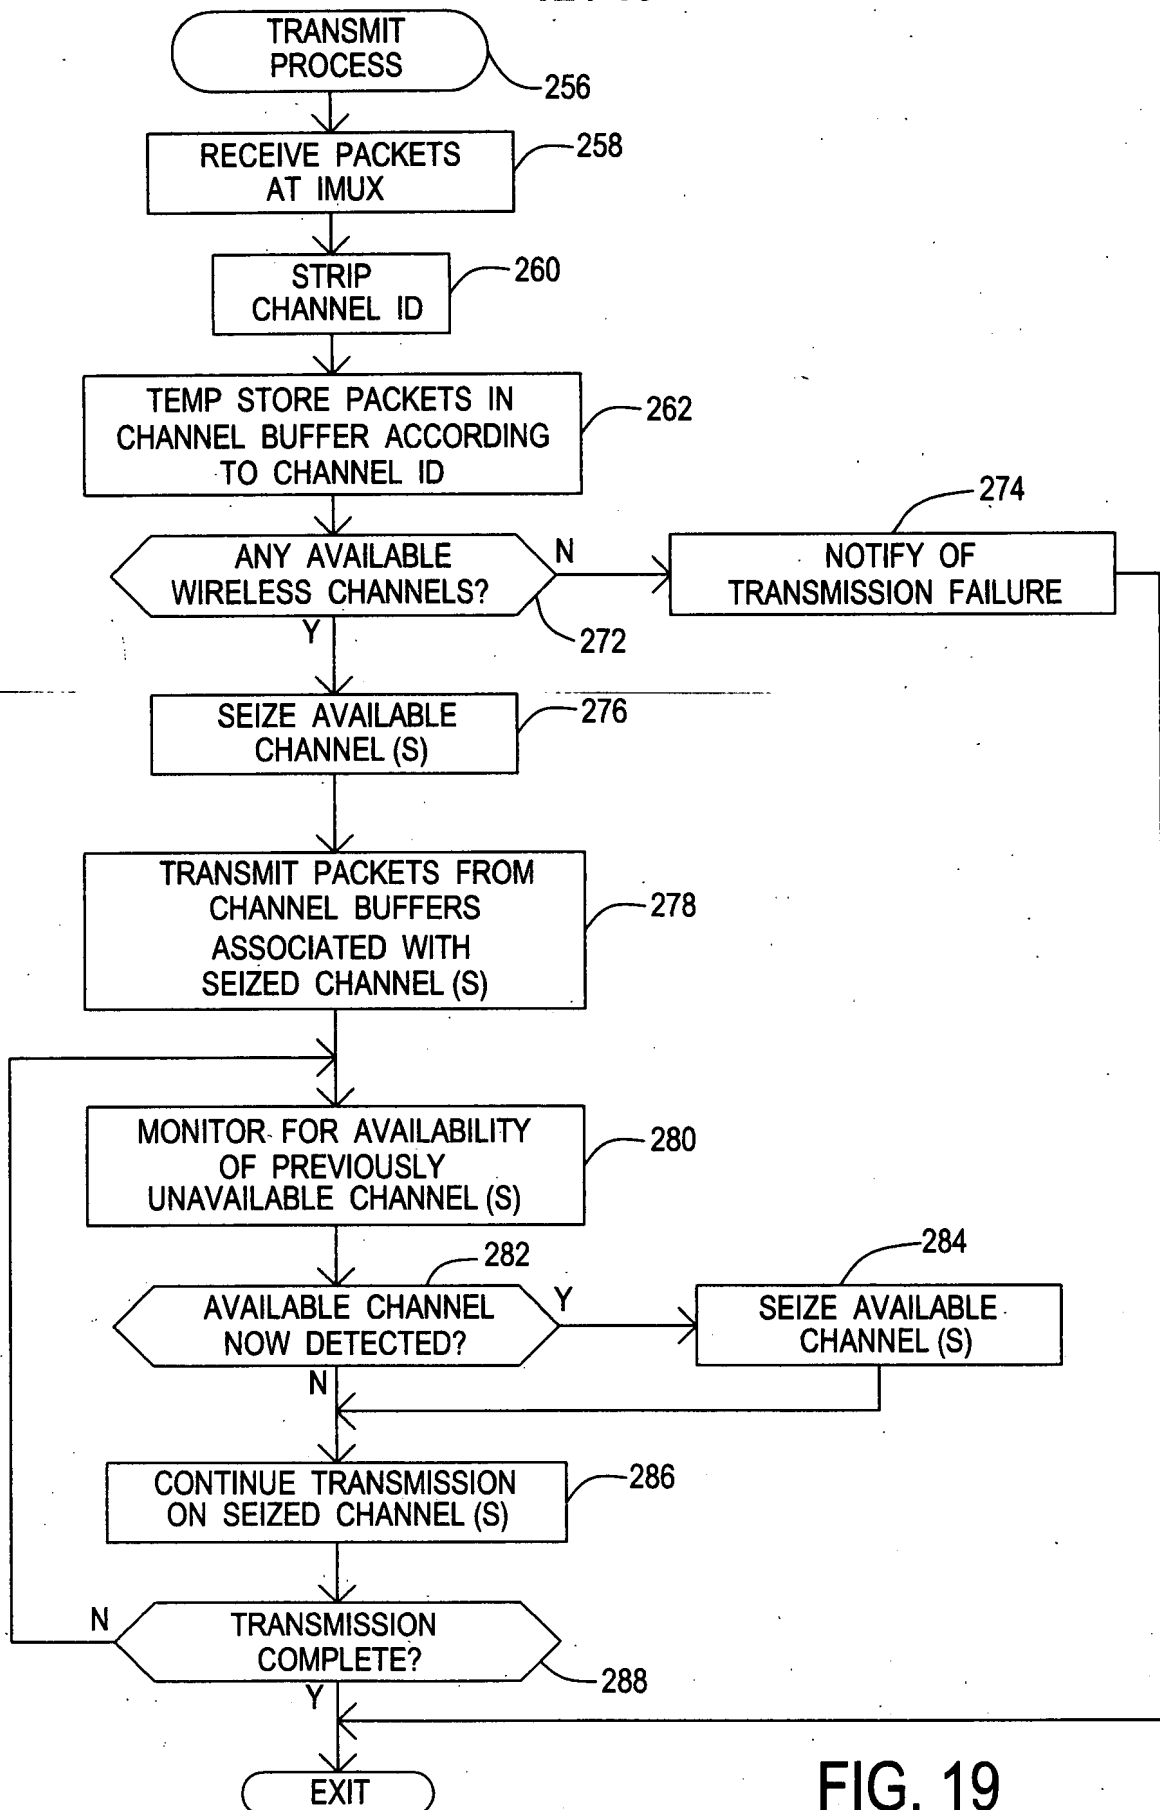 TRANSMIT
PROCESS
256
RECEIVE PACKETS
AT IMUX
258
STRIP
CHANNEL ID
260
TEMP STORE PACKETS IN
CHANNEL BUFFER ACCORDING
TO CHANNEL ID
262
ANY AVAILABLE
WIRELESS CHANNELS?
272
N
Y
NOTIFY OF
TRANSMISSION FAILURE
274
SEIZE AVAILABLE
CHANNEL (S)
276
TRANSMIT PACKETS FROM
CHANNEL BUFFERS
ASSOCIATED WITH
SEIZED CHANNEL (S)
278
MONITOR FOR AVAILABILITY
OF PREVIOUSLY
UNAVAILABLE CHANNEL (S)
280
AVAILABLE CHANNEL
NOW DETECTED?
282
Y
N
SEIZE AVAILABLE
CHANNEL (S)
284
CONTINUE TRANSMISSION
ON SEIZED CHANNEL (S)
286
TRANSMISSION
COMPLETE?
288
N
Y
EXIT
FIG. 19